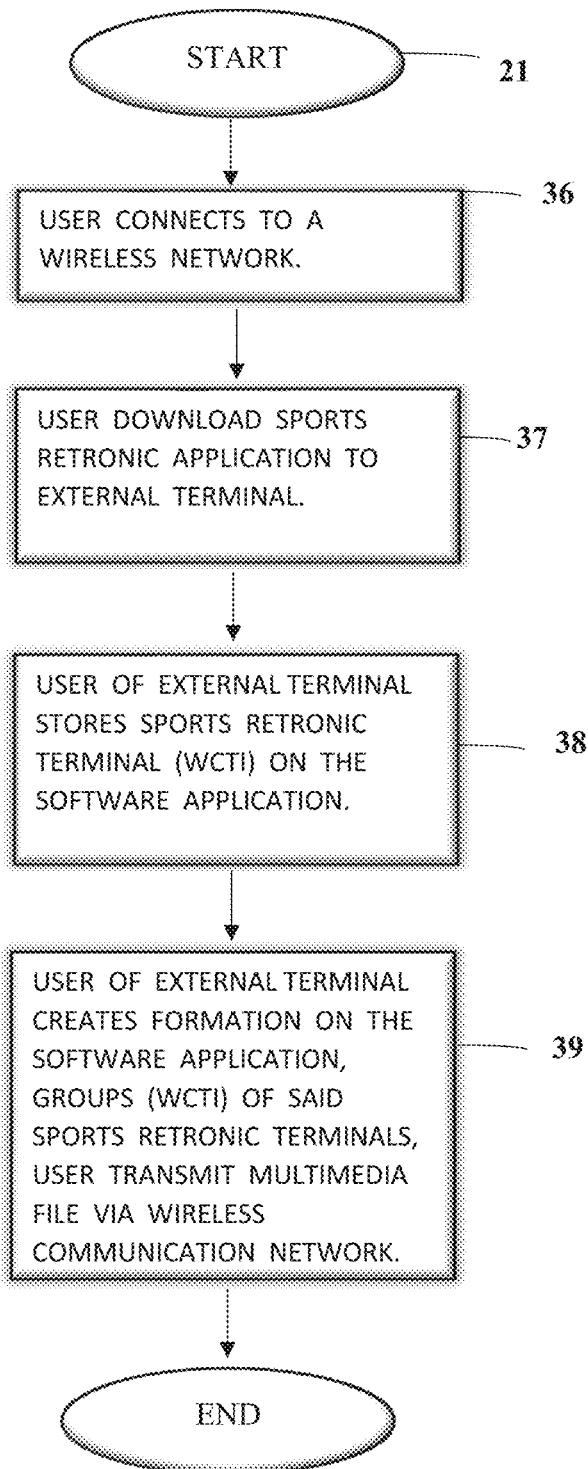 START
21
36
USER CONNECTS TO A
WIRELESS NETWORK.
USER DOWNLOAD SPORTS
RETRONIC APPLICATION TO
EXTERNAL TERMINAL.
37
USER OF EXTERNAL TERMINAL
STORES SPORTS RETRONIC
TERMINAL (WCTI) ON THE
SOFTWARE APPLICATION.
38
USER OF EXTERNAL TERMINAL
CREATES FORMATION ON THE
SOFTWARE APPLICATION,
GROUPS (WCTI) OF SAID
SPORTS RETRONIC TERMINALS,
USER TRANSMIT MULTIMEDIA
FILE VIA WIRELESS
COMMUNICATION NETWORK.
39
END